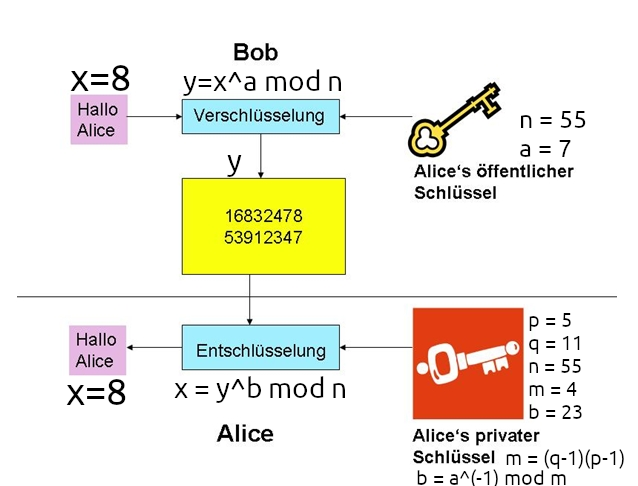 Bob
x=8
y=x^a mod n
Hallo
Alice
Verschlüsselung
n = 55
a = 7
Alice‘s öffentlicher
Schlüssel
y
16832478
53912347
Hallo
Alice
x=8
Entschlüsselung
x = y^b mod n
Alice
p = 5
q = 11
n = 55
m = 4
b = 23
Alice‘s privater
Schlüssel m = (q-1)(p-1)
b = a^(-1) mod m